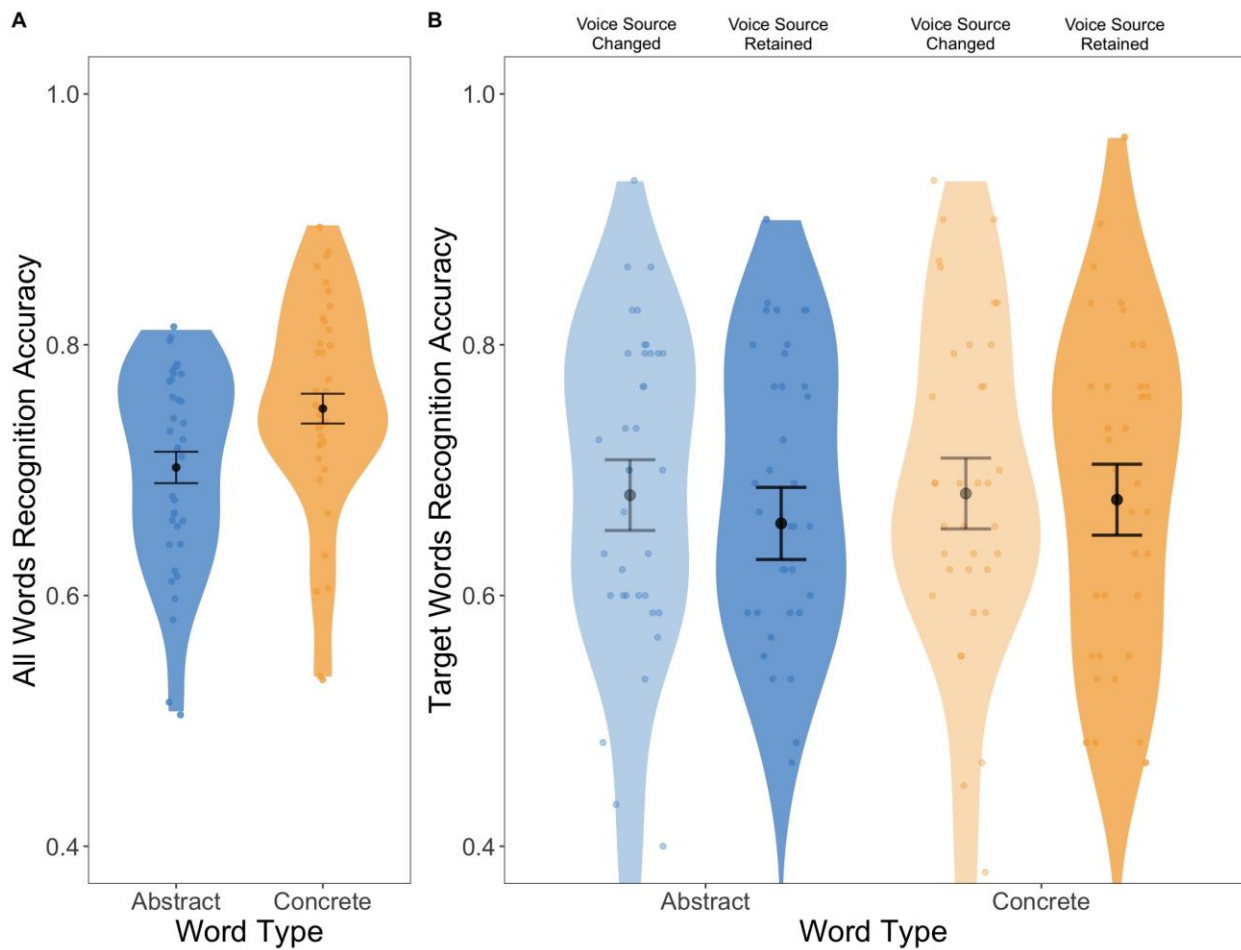 A
All Words Recognition Accuracy
1.0
0.8
0.6
0.4
Abstract
Concrete
Word Type
B
Voice Source
Changed
Voice Source
Retained
Voice Source
Changed
Voice Source
Retained
Target Words Recognition Accuracy
1.0
0.8
0.6
0.4
Abstract
Concrete
Word Type